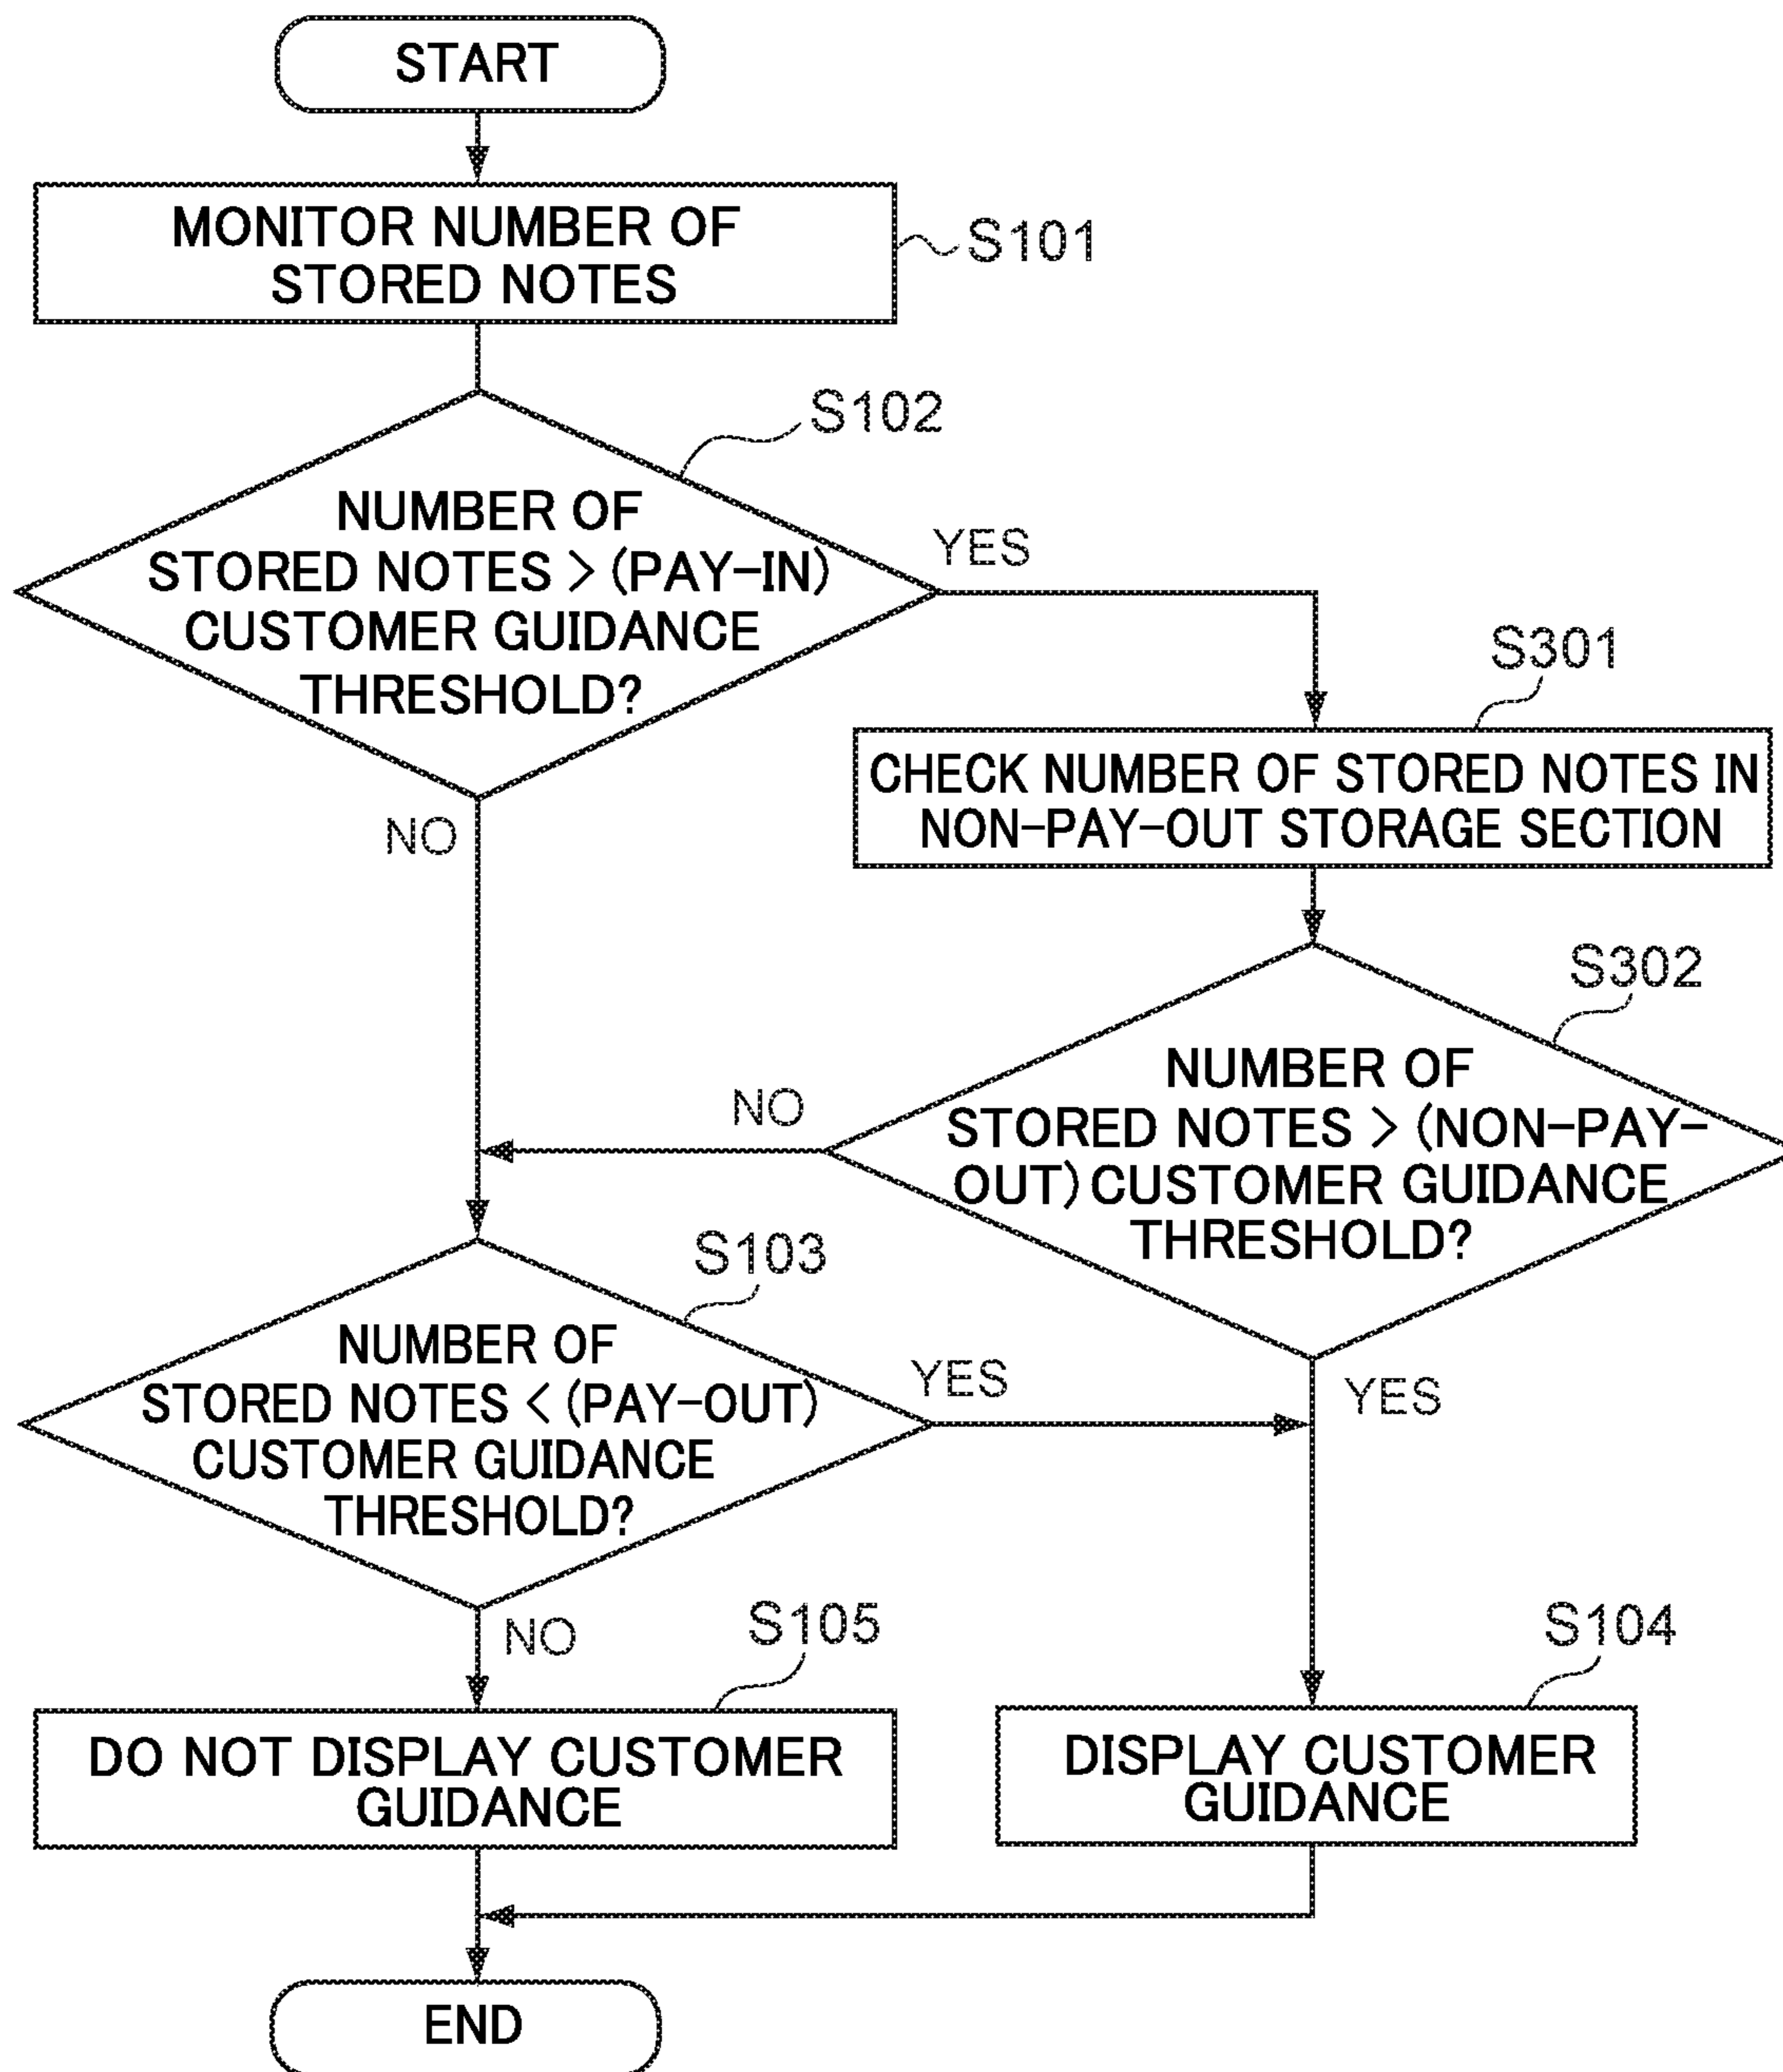 START
MONITOR NUMBER OF
STORED NOTES
S101
S102
NUMBER OF
STORED NOTES > (PAY-IN)
CUSTOMER GUIDANCE
THRESHOLD?
YES
NO
S301
CHECK NUMBER OF STORED NOTES IN
NON-PAY-OUT STORAGE SECTION
S302
NUMBER OF
STORED NOTES > (NON-PAY-
OUT) CUSTOMER GUIDANCE
THRESHOLD?
NO
YES
S103
NUMBER OF
STORED NOTES < (PAY-OUT)
CUSTOMER GUIDANCE
THRESHOLD?
YES
NO
S105
DO NOT DISPLAY CUSTOMER
GUIDANCE
S104
DISPLAY CUSTOMER
GUIDANCE
END